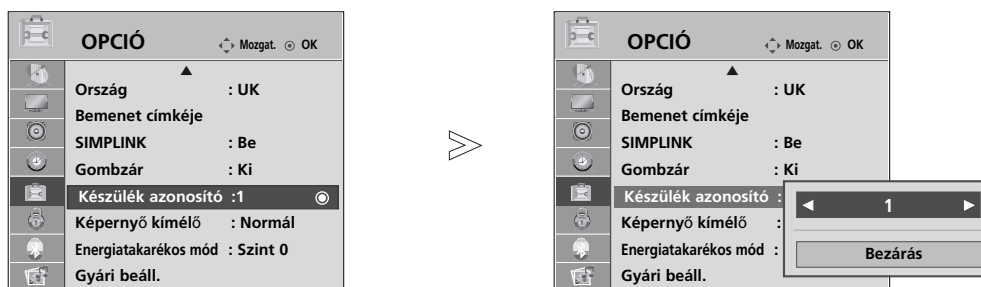 OPCIÓ Mozgat. OK
Ország : UK
Bemenet címkéje
SIMPLINK : Be
Gombzár : Ki
Készülék azonosító :1
Képernyő kímélő : Normál
Energiatakarékos mód : Szint 0
Gyári beáll.
OPCIÓ Mozgat. OK
Ország : UK
Bemenet címkéje
SIMPLINK : Be
Gombzár : Ki
Készülék azonosító :
Képernyő kímélő :
Energiatakarékos mód :
Gyári beáll.
◄ 1 ►
Bezárás